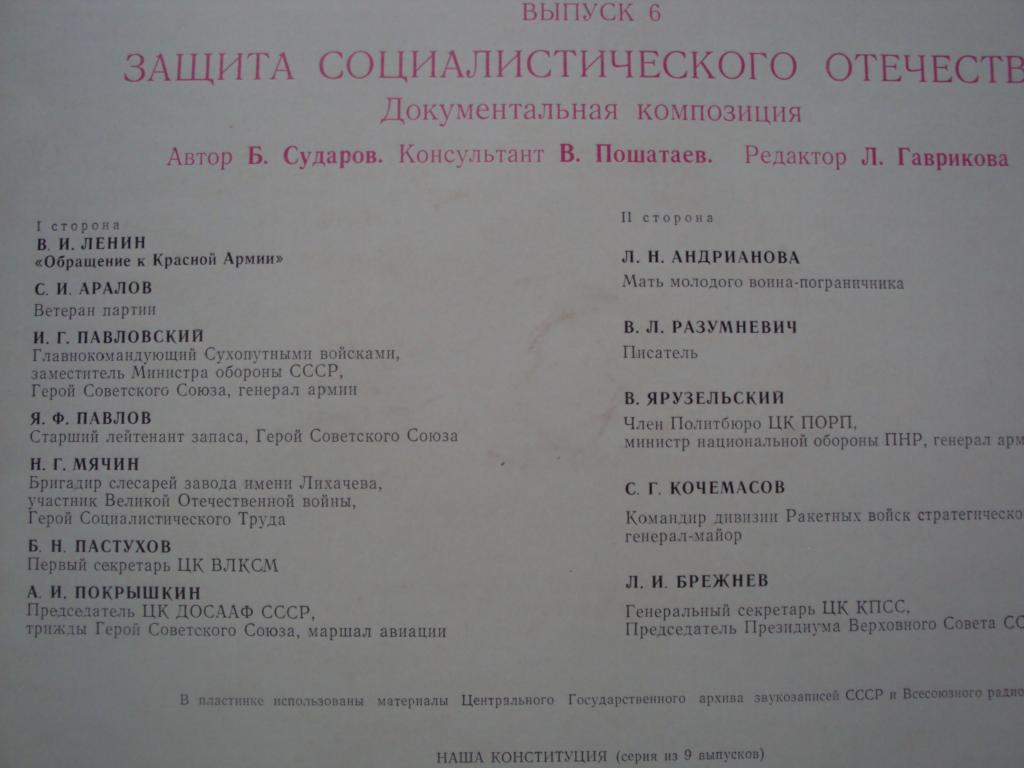 ВЫПУСК 6
ЗАЩИТА СОЦИАЛИСТИЧЕСКОГО ОТЕЧЕСТВ
Документальная композиция
Автор Б. Сударов. Консультант В. Пошатаев. Редактор Л. Гаврикова
I сторона
В. И. ЛЕНИН
«Обращение к Красной Армии»
С. И. АРАЛОВ
Ветеран партии
И. Г. ПАВЛОВСКИЙ
Главнокомандующий Сухопутными войсками,
заместитель Министра обороны СССР,
Герой Советского Союза, генерал армии
Я. Ф. ПАВЛОВ
Старший лейтенант запаса, Герой Советского Союза
Н. Г. МЯЧИН
Бригадир слесарей завода имени Лихачева,
участник Великой Отечественной войны,
Герой Социалистического Труда
Б. Н. ПАСТУХОВ
Первый секретарь ЦК ВЛКСМ
А. И. ПОКРЫШКИН
Председатель ЦК ДОСААФ СССР,
трижды Герой Советского Союза, маршал авиации
II сторона
Л. Н. АНДРИАНОВА
Мать молодого воина-пограничника
В. Л. РАЗУМНЕВИЧ
Писатель
В. ЯРУЗЕЛЬСКИЙ
Член Политбюро ЦК ПОРП,
министр национальной обороны ПНР, генерал арм
С. Г. КОЧЕМАСОВ
Командир дивизии Ракетных войск стратегическо
генерал-майор
Л. И. БРЕЖНЕВ
Генеральный секретарь ЦК КПСС,
Председатель Президиума Верховного Совета СС
В пластинке использованы материалы Центрального Государственного архива звукозаписей СССР и Всесоюзного радио
НАША КОНСТИТУЦИЯ (серия из 9 выпусков)